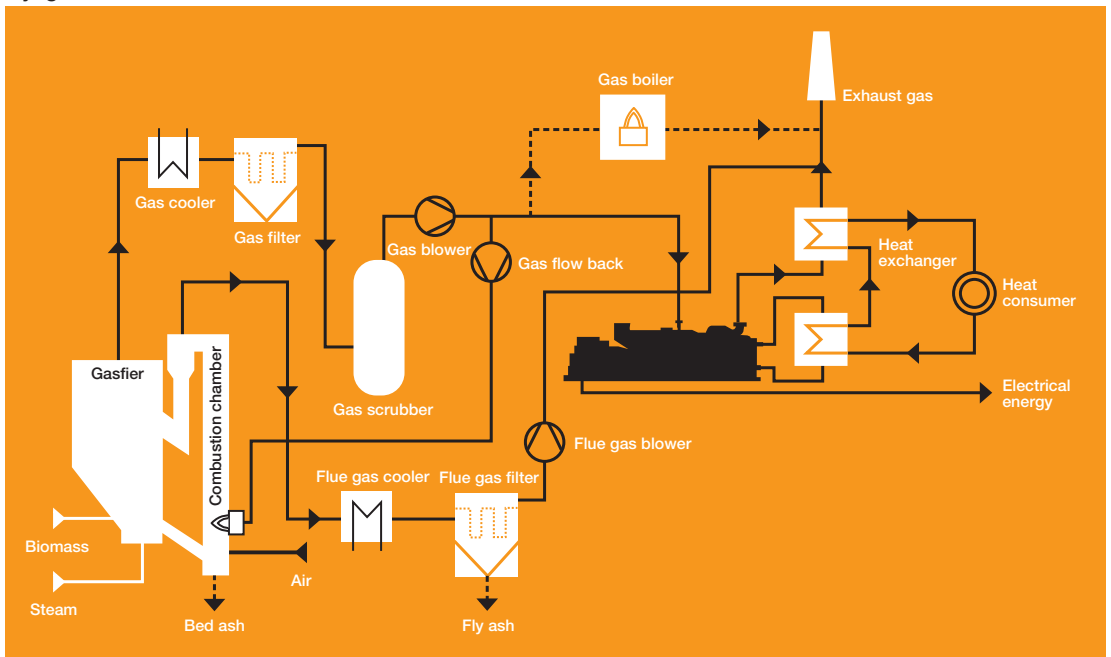 Gas boiler
Exhaust gas
Gas cooler
Gas filter
Gas blower
Gas flow back
Heat
exchanger
Heat
consumer
Gasfier
Combustion chamber
Gas scrubber
Electrical
energy
Flue gas blower
Flue gas cooler
Flue gas filter
Biomass
Steam
Air
Bed ash
Fly ash